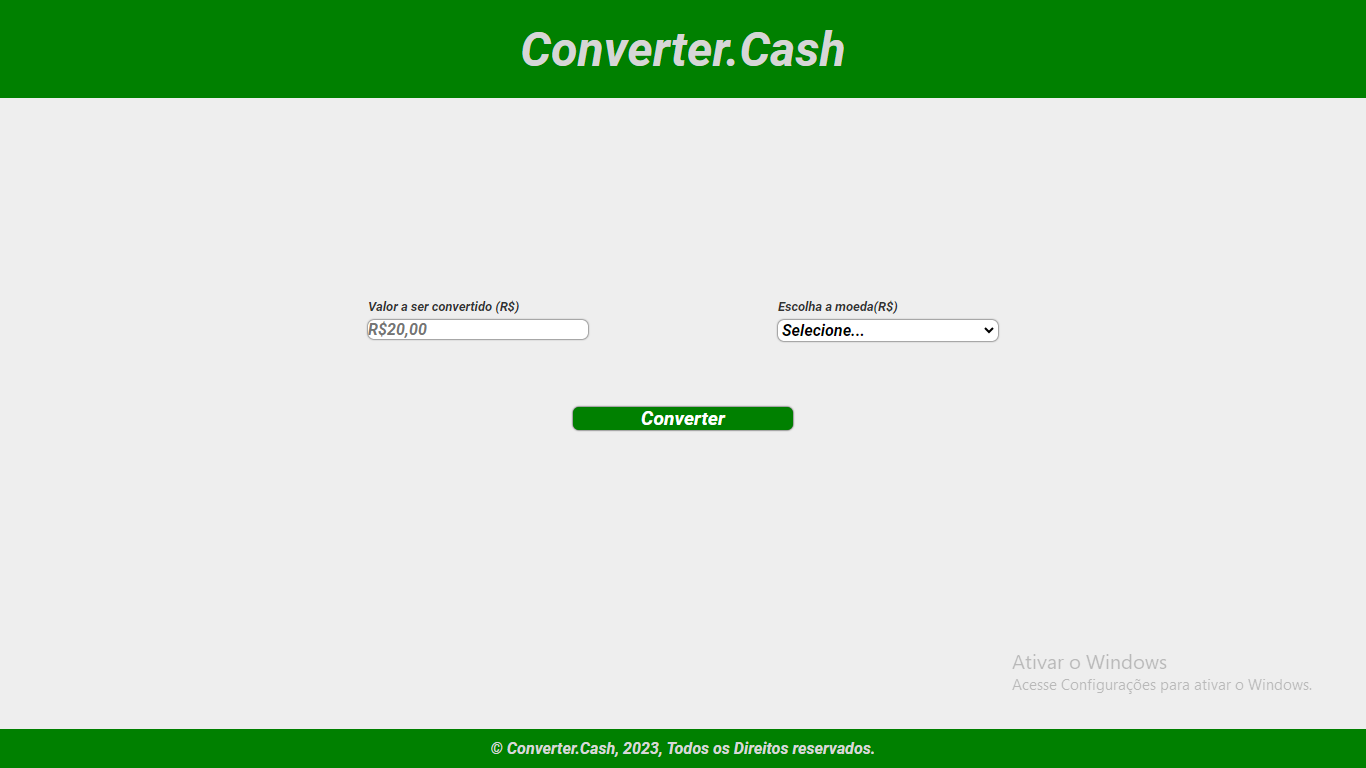 Converter.Cash
Valor a ser convertido (R$)
Escolha a moeda(R$)
R$20,00
Selecione...
Converter
Ativar o Windows
Acesse Configurações para ativar o Windows.
© Converter.Cash, 2023, Todos os Direitos reservados.